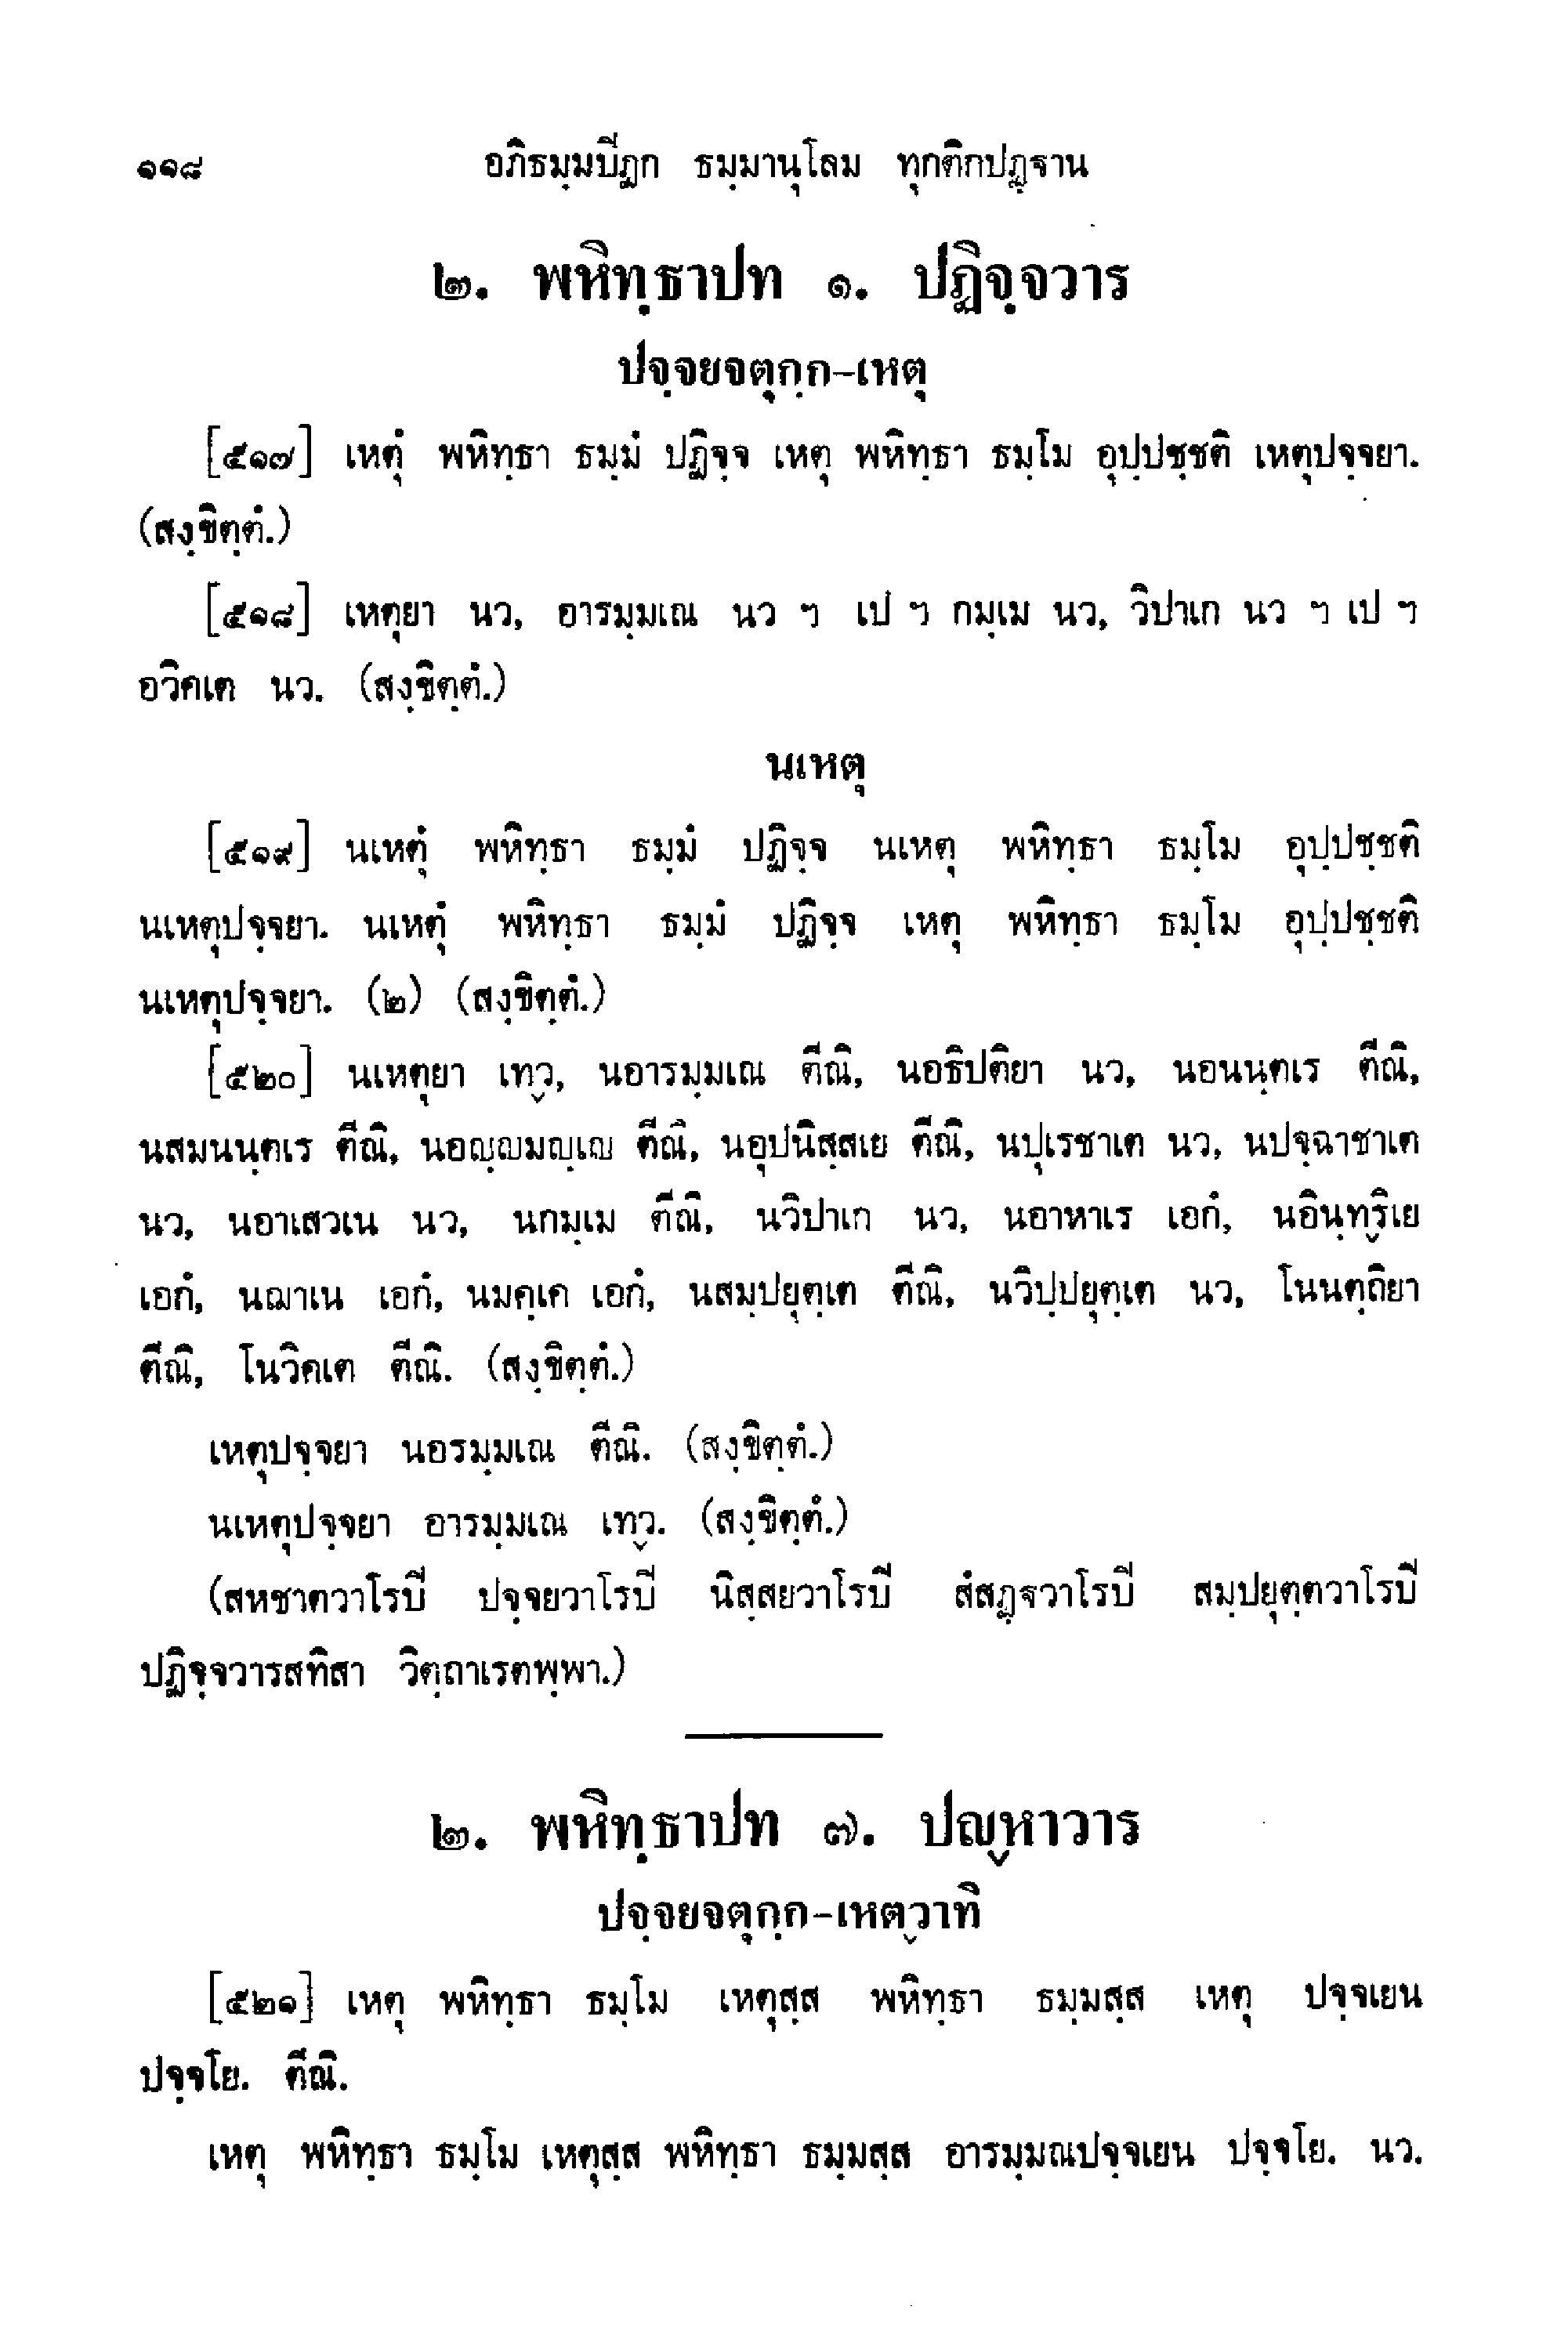 ๑๑๘ อภิธมฺมปีฏก ธมฺมานุโลม ทุกติกปฏฺฐาน
๒. พหิทฺธาปท ๑. ปฏิจฺจวาร
ปจฺจยจตุกฺก-เหตุ
[๕๑๗] เหตุํ พหิทฺธา ธมฺมํ ปฏิจฺจ เหตุ พหิทฺธา ธมฺโม อุปฺปชฺชติ เหตุปจฺจยา.
(สงฺขิตฺตํ.)
[๕๑๘] เหตุยา นว, อารมฺมเณ นว ฯ เป ฯ กมฺเม นว, วิปาเก นว ฯ เป ฯ
อวิคเต นว. (สงฺขิตฺตํ.)
นเหตุ
[๕๑๙] นเหตุํ พหิทฺธา ธมฺมํ ปฏิจฺจ นเหตุ พหิทฺธา ธมฺโม อุปฺปชฺชติ
นเหตุปจฺจยา. นเหตุํ พหิทฺธา ธมฺมํ ปฏิจฺจ เหตุ พหิทฺธา ธมฺโม อุปฺปชฺชติ
นเหตุปจฺจยา. (๒) (สงฺขิตฺตํ.)
[๕๒๐] นเหตุยา เทฺว, นอารมฺมเณ ตีณิ, นอธิปติยา นว, นอนนฺตเร ตีณิ,
นสมนนฺตเร ตีณิ, นอญฺญมญฺเญ ตีณิ, นอุปนิสฺสเย ตีณิ, นปุเรชาเต นว, นปจฺฉาชาเต
นว, นอาเสวเน นว, นกมฺเม ตีณิ, นวิปาเก นว, นอาหาเร เอกํ, นอินฺทฺริเย
เอกํ, นฌาเน เอกํ, นมคฺเค เอกํ, นสมฺปยุตฺเต ตีณิ, นวิปฺปยุตฺเต นว, โนนตฺถิยา
ตีณิ, โนวิคเต ตีณิ. (สงฺขิตฺตํ.)
เหตุปจฺจยา นอรมฺมเณ ตีณิ. (สงฺขิตฺตํ.)
นเหตุปจฺจยา อารมฺมเณ เทฺว. (สงฺขิตฺตํ.)
(สหชาตวาโรปี ปจฺจยวาโรปี นิสฺสยวาโรปี สํสฏฺฐวาโรปี สมฺปยุตฺตวาโรปี
ปฏิจฺจวารสทิสา วิตฺถาเรตพฺพา.)
๒. พหิทฺธาปท ๗. ปญฺหาวาร
ปจฺจยจตุกฺก-เหตฺวาทิ
[๕๒๑] เหตุ พหิทฺธา ธมฺโม เหตุสฺส พหิทฺธา ธมฺมสฺส เหตุ ปจฺจเยน
ปจฺจโย. ตีณิ.
เหตุ พหิทฺธา ธมฺโม เหตุสฺส พหิทฺธา ธมฺมสฺส อารมฺมณปจฺจเยน ปจฺจโย. นว.